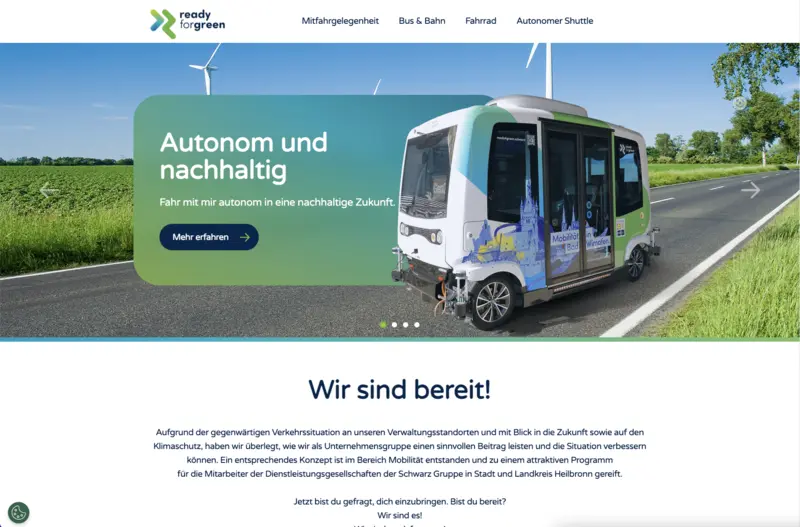 ready
forgreen
Mitfahrgelegenheit
Bus & Bahn
Fahrrad
Autonomer Shuttle
Autonom und
nachhaltig
Fahr mit mir autonom in eine nachhaltige Zukunft.
Mehr erfahren
Mobilität in
Bad Wimpfen
Wir sind bereit!
Aufgrund der gegenwärtigen Verkehrssituation an unseren Verwaltungsstandorten und mit Blick in die Zukunft sowie auf den
Klimaschutz, haben wir überlegt, wie wir als Unternehmensgruppe einen sinnvollen Beitrag leisten und die Situation verbessern
können. Ein entsprechendes Konzept ist im Bereich Mobilität entstanden und zu einem attraktiven Programm
für die Mitarbeiter der Dienstleistungsgesellschaften der Schwarz Gruppe in Stadt und Landkreis Heilbronn gereift.
Jetzt bist du gefragt, dich einzubringen. Bist du bereit?
Wir sind es!